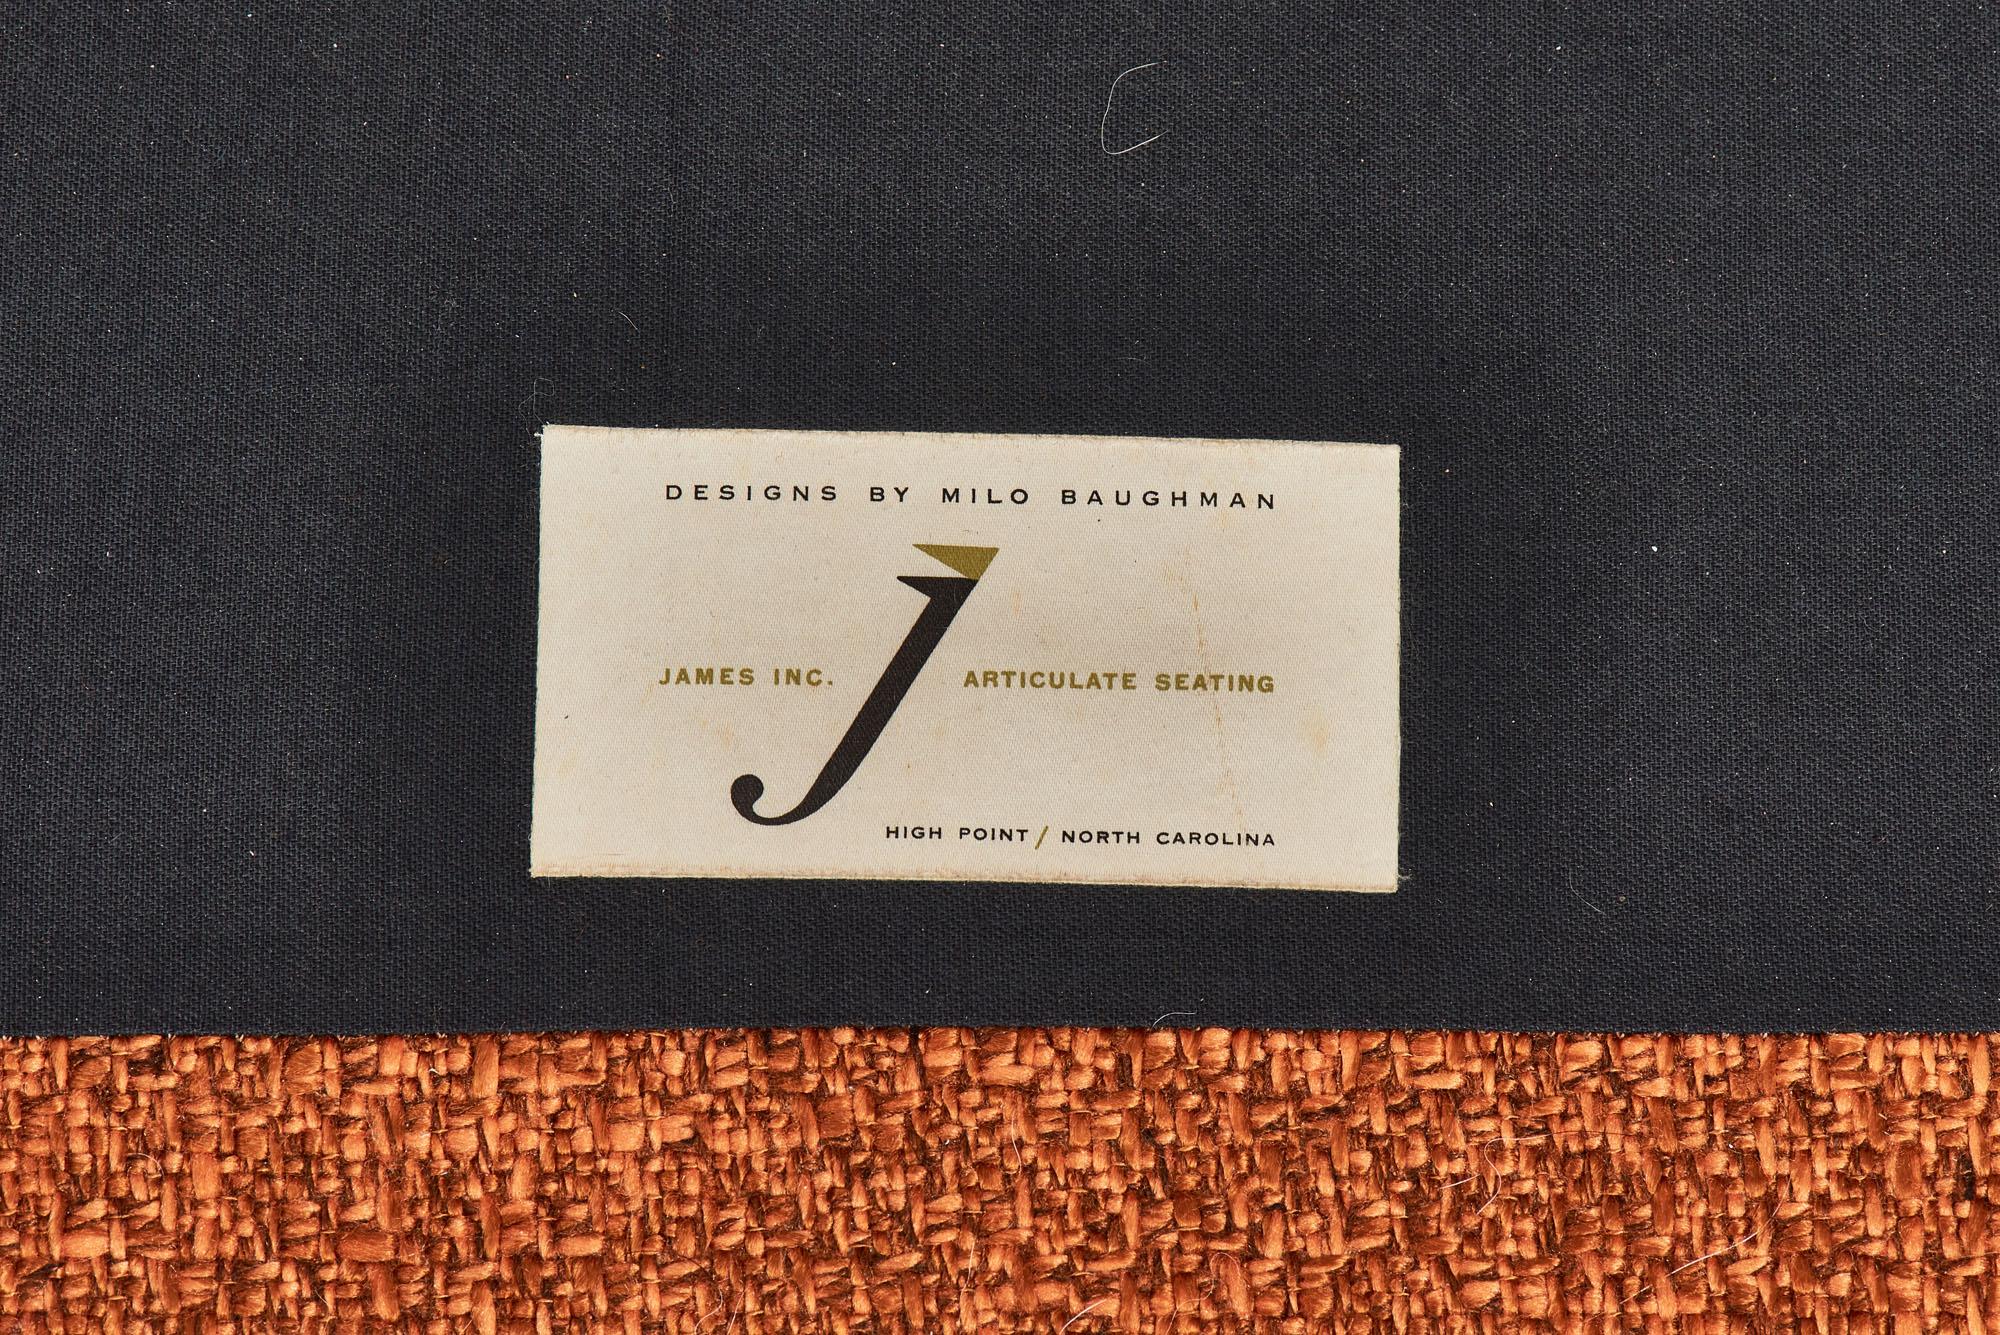 DESIGNS BY MILO BAUGHMAN
J
JAMES INC. ARTICULATE SEATING
HIGH POINT / NORTH CAROLINA